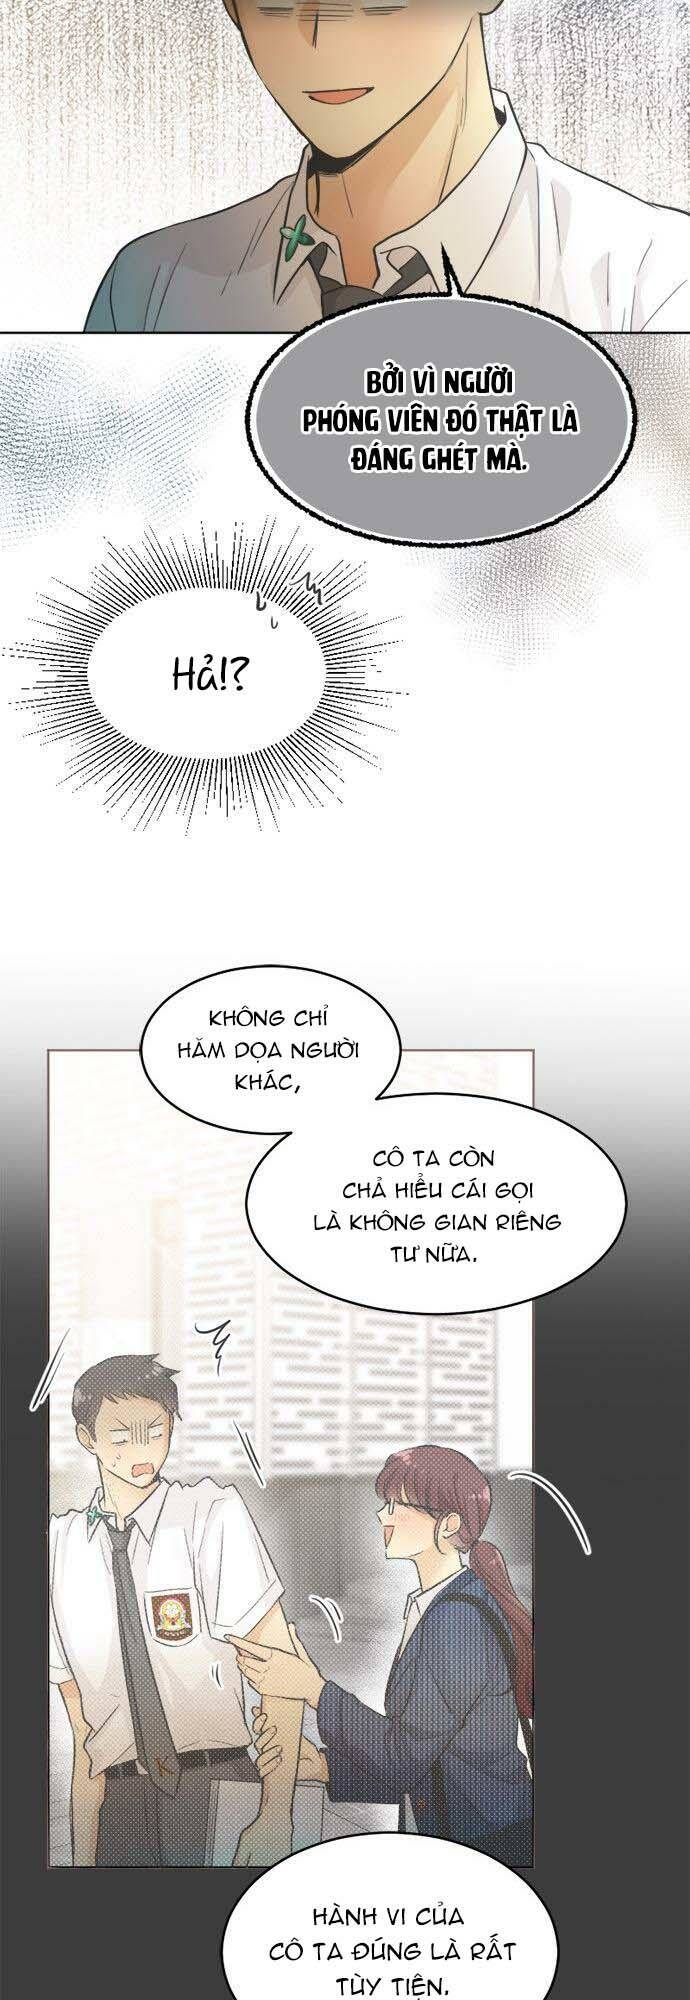 BỞI VÌ NGƯỜI
PHÓNG VIÊN ĐÓ THẬT LÀ
ĐÁNG GHÉT MÀ.
HẢ!?
KHÔNG CHỈ
HĂM DỌA NGƯỜI
KHÁC,
CÔ TA CÒN
CHẢ HIỂU CÁI GỌI
LÀ KHÔNG GIAN RIÊNG
TƯ NỮA.
K
HÀNH VI CỦA
CÔ TA ĐÚNG LÀ RẤT
TÙY TIỆN.